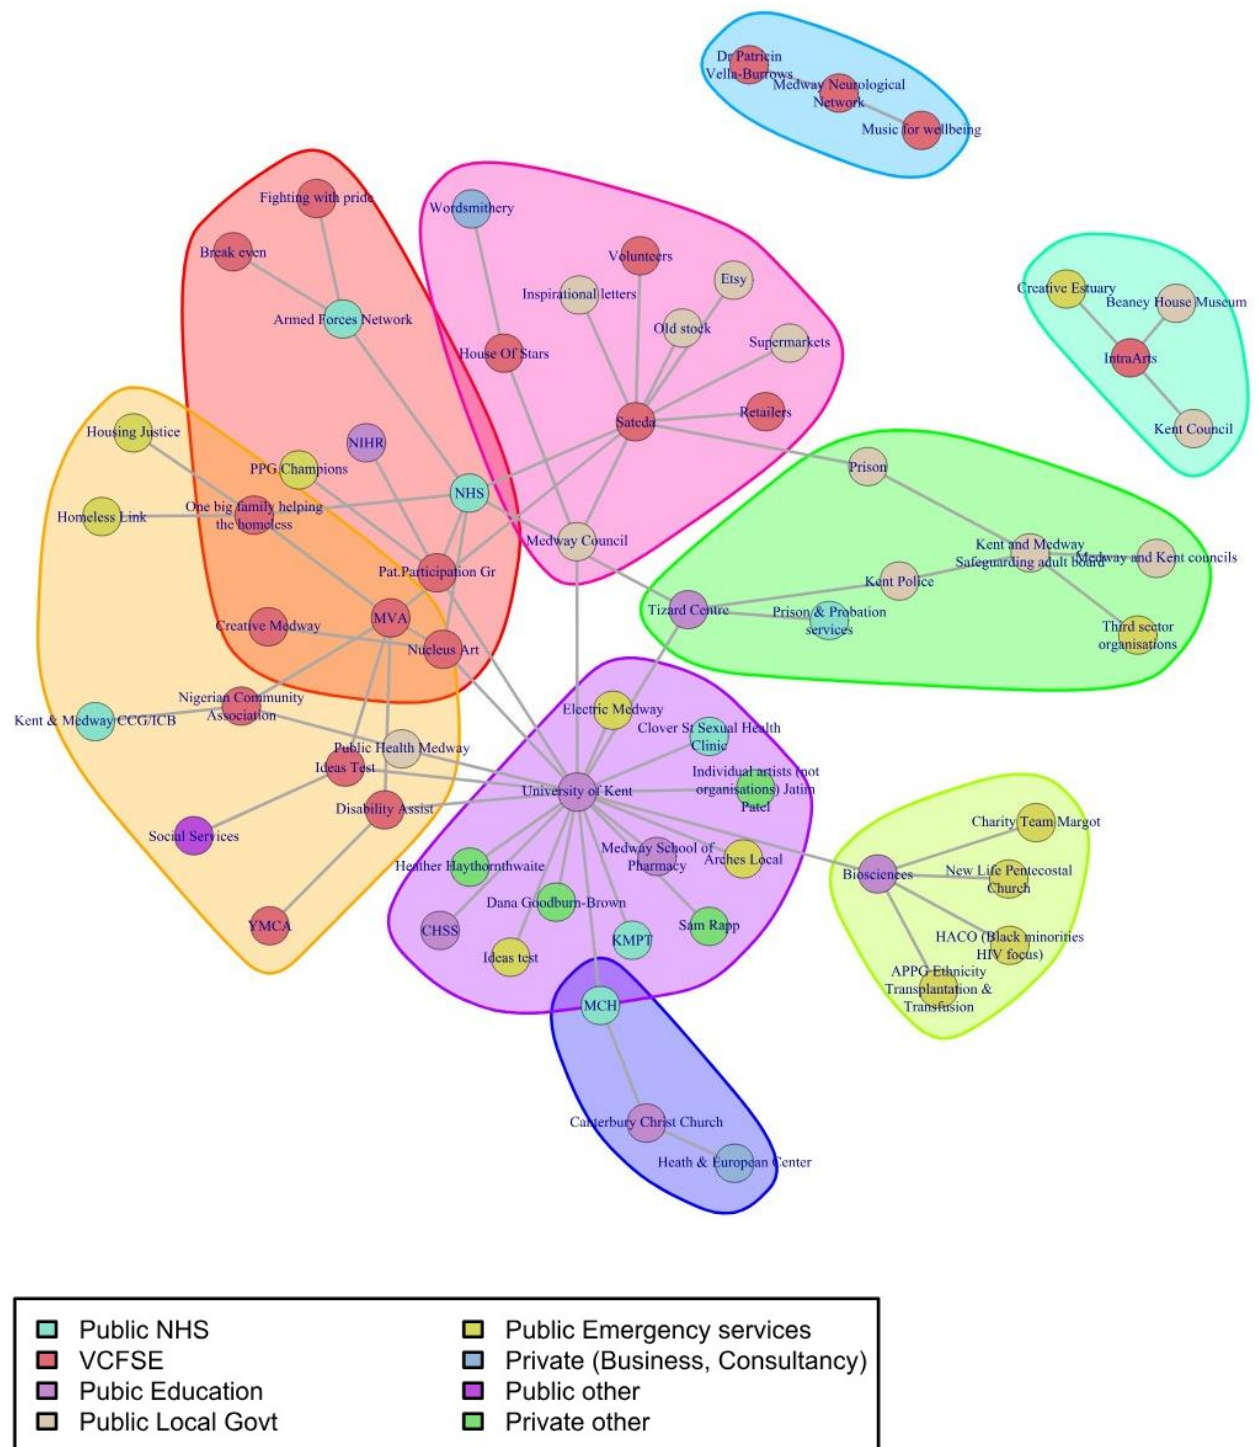 Dr Patricin
Vella-Burrows
Medway Neurological
Network
Music for wellbeing
Fighting with pride
Break even
Armed Forces Network
Wordsmithery
Volunteers
Etsy
Inspirational letters
Old stock
Supermarkets
House Of Stars
Retailers
Sateda
Creative Estuary
Beaney House Museum
IntraArts
Kent Council
Housing Justice
NIHR
PPG Champions
NHS
Homeless Link
One big family helping
the homeless
Prison
Medway Council
Kent and Medway
Safeguarding adult board
Medway and Kent councils
Pat.Participation Gr
Kent Police
Tizard Centre
Prison & Probation
services
Third sector
organisations
Creative Medway
MVA
Nucleus Art
Nigerian Community
Association
Kent & Medway CCG/ICB
Public Health Medway
Ideas Test
Electric Medway
Clover St Sexual Health
Clinic
Individual artists (not
organisations) Jatim
Patel
University of Kent
Disability Assist
Social Services
Charity Team Margot
Heather Haythornthwaite
Medway School of
Pharmacy
Arches Local
Biosciences
New Life Pentecostal
Church
Dana Goodburn-Brown
YMCA
CHSS
Sam Rapp
KMPT
Ideas test
HACO (Black minorities
HIV focus)
APPG Ethnicity
Transplantation &
Transfusion
MCH
Canterbury Christ Church
Heath & European Center
Public NHS
VCFSE
Pubic Education
Public Local Govt
Public Emergency services
Private (Business, Consultancy)
Public other
Private other